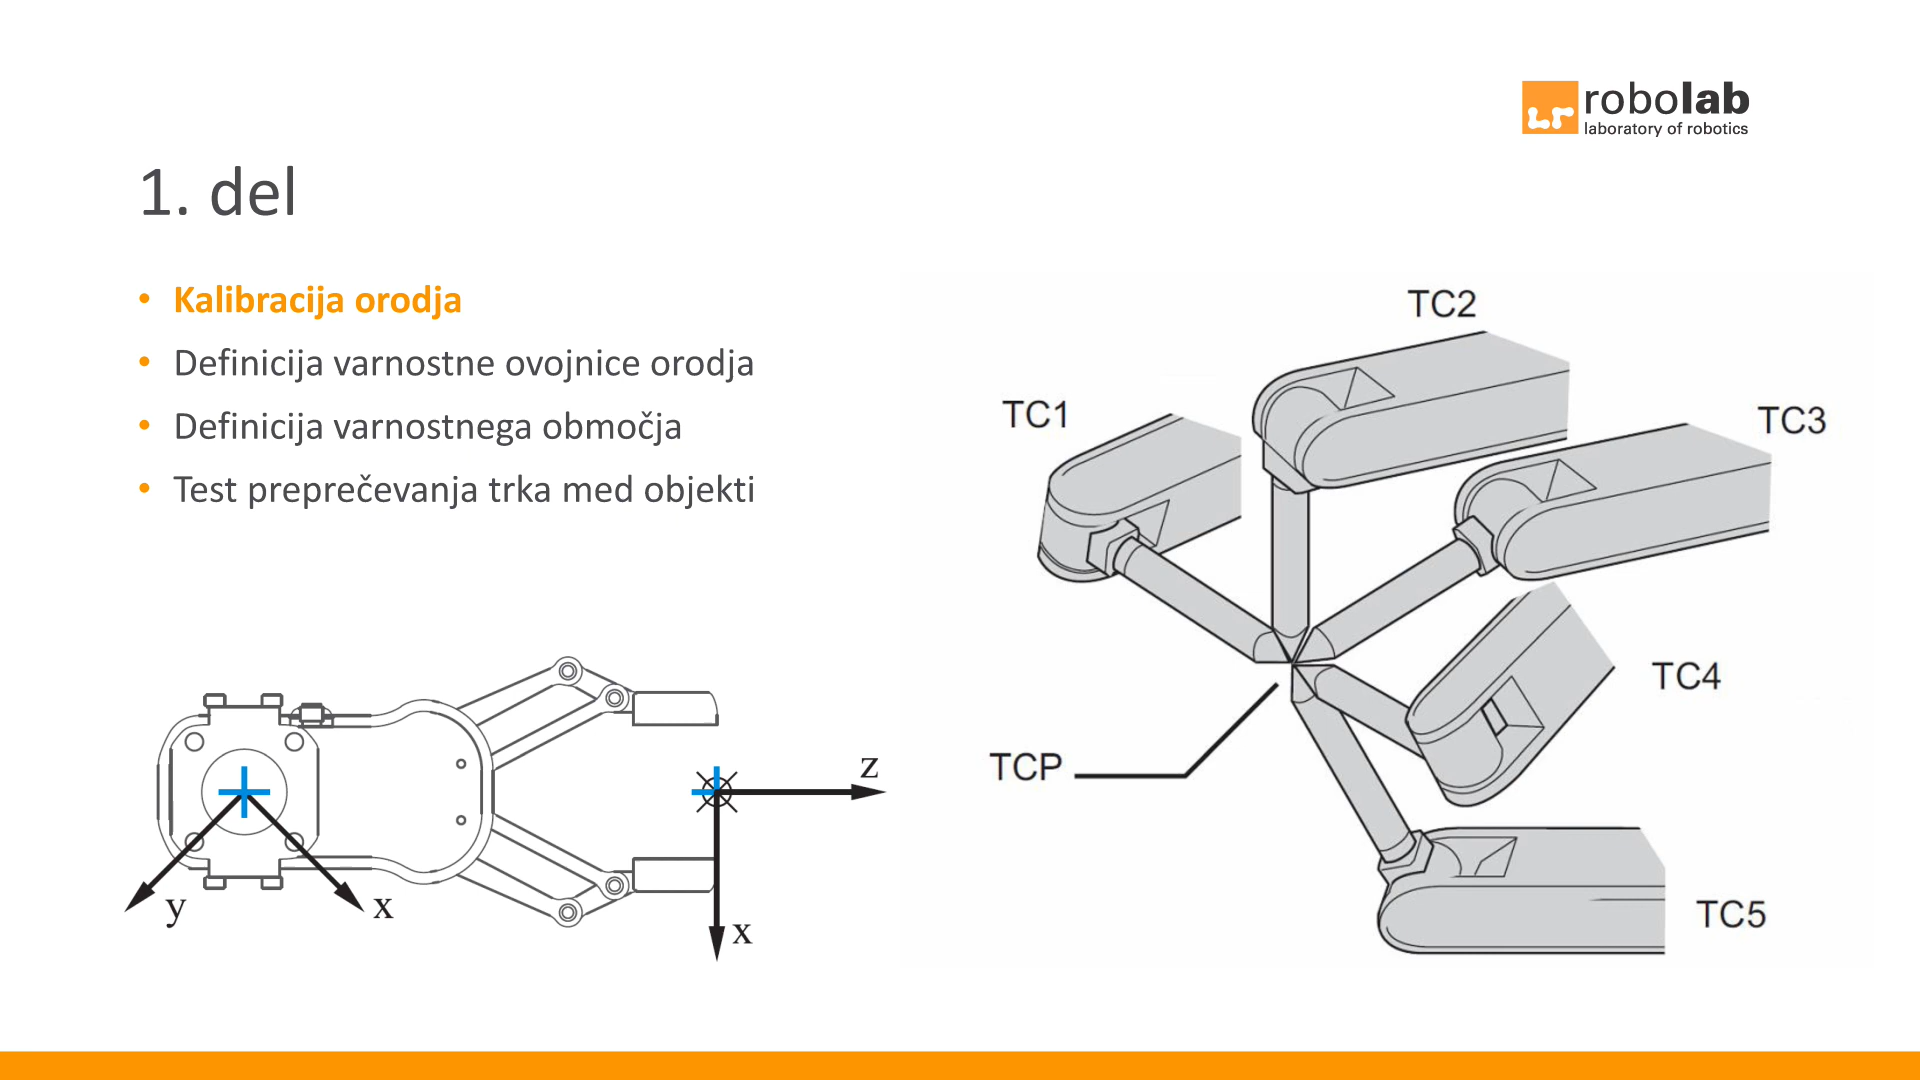 robolab
laboratory of robotics
1. del
• Kalibracija orodja
• Definicija varnostne ovojnice orodja
• Definicija varnostnega območja
• Test preprečevanja trka med objekti
TC2
TC1
TC3
TC4
TCP
TC5
z
y
x
x